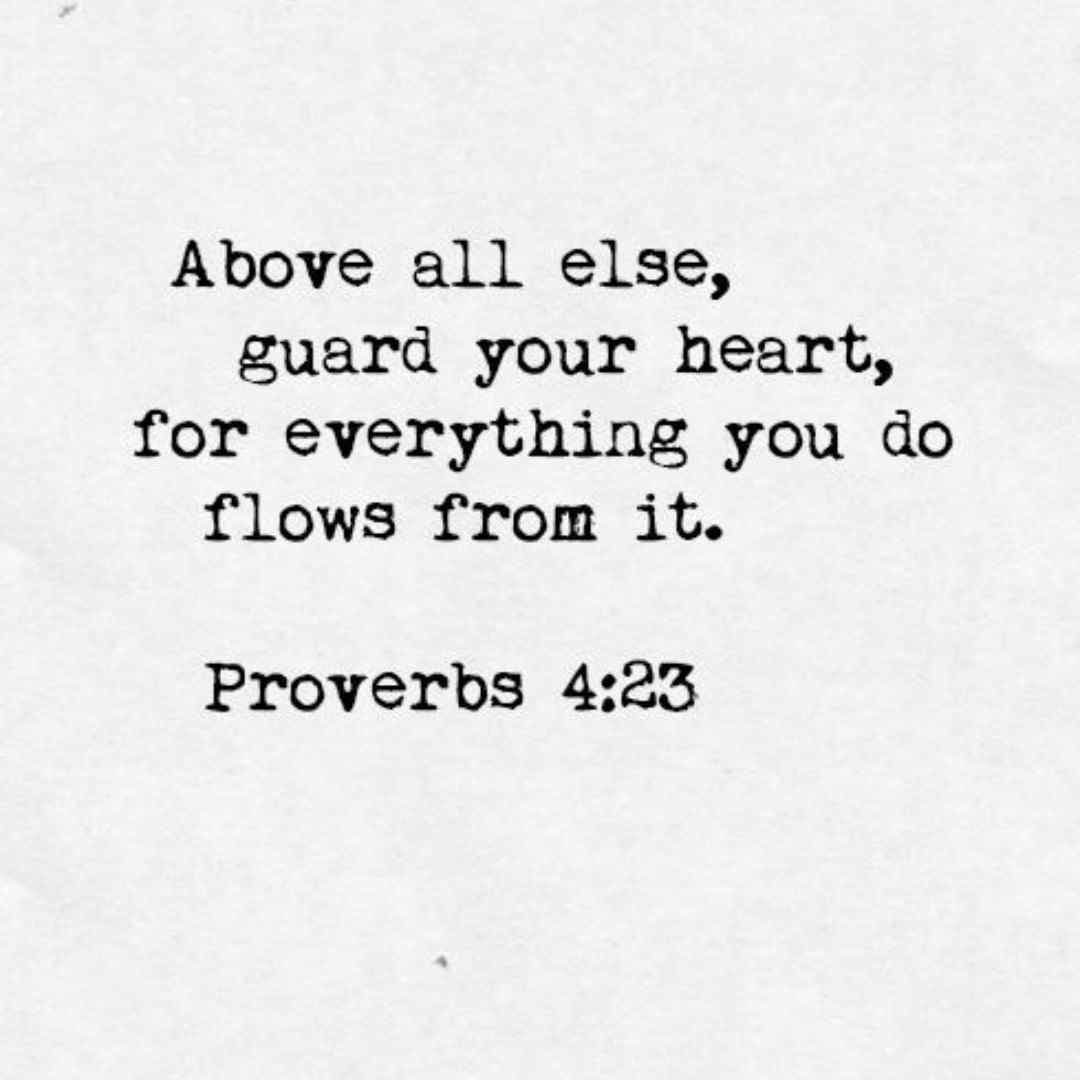 Above all else,
guard your heart,
for everything you do
flows from it.
Proverbs 4:23